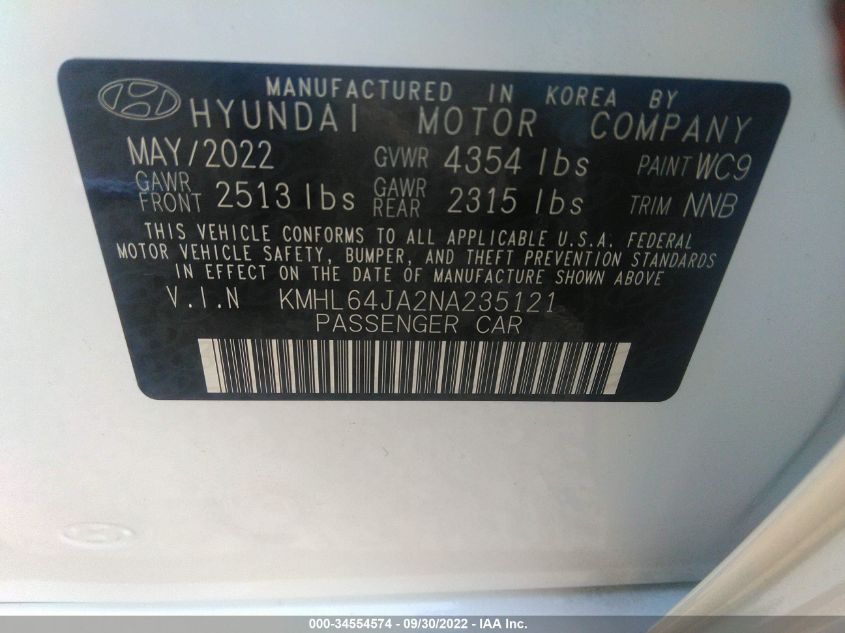 MANUFACTURED IN KOREA BY
HYUNDAI MOTOR COMPANY
MAY/2022 GVWR 4354 lbs PAINT WC9
GAWR FRONT 2513 lbs GAWR REAR 2315 lbs TRIM NNB
THIS VEHICLE CONFORMS TO ALL APPLICABLE U.S.A. FEDERAL
MOTOR VEHICLE SAFETY, BUMPER, AND THEFT PREVENTION STANDARDS
IN EFFECT ON THE DATE OF MANUFACTURE SHOWN ABOVE
V.I.N KMHL64JA2NA235121
PASSENGER CAR
000-34554574 - 09/30/2022 - IAA Inc.